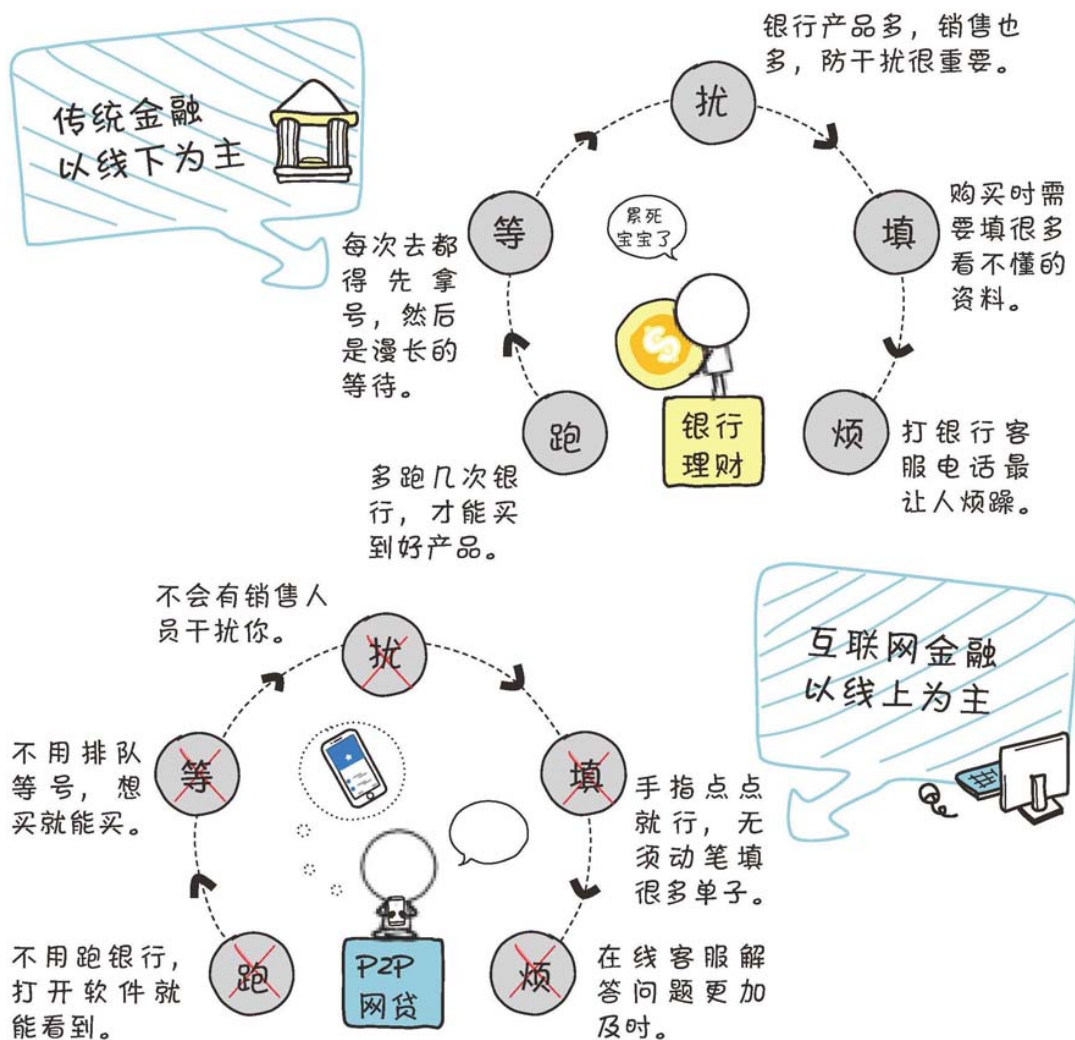 传统金融
以线下为主
银行产品多，销售也
多，防干扰很重要。
扰
等
累死
宝宝了
填
购买时需
要填很多
看不懂的
资料。
每次去都
得先拿
号，然后
是漫长的
等待。
$
跑
银行
理财
烦
打银行客
服电话最
让人烦躁。
多跑几次银
行，才能买
到好产品。
互联网金融
以线上为主
不会有销售人
员干扰你。
扰
不用排队
等号，想
买就能买。
等
填
手指点点
就行，无
须动笔填
很多单子。
不用跑银行，
打开软件就
能看到。
跑
P2P
网贷
烦
在线客服解
答问题更加
及时。